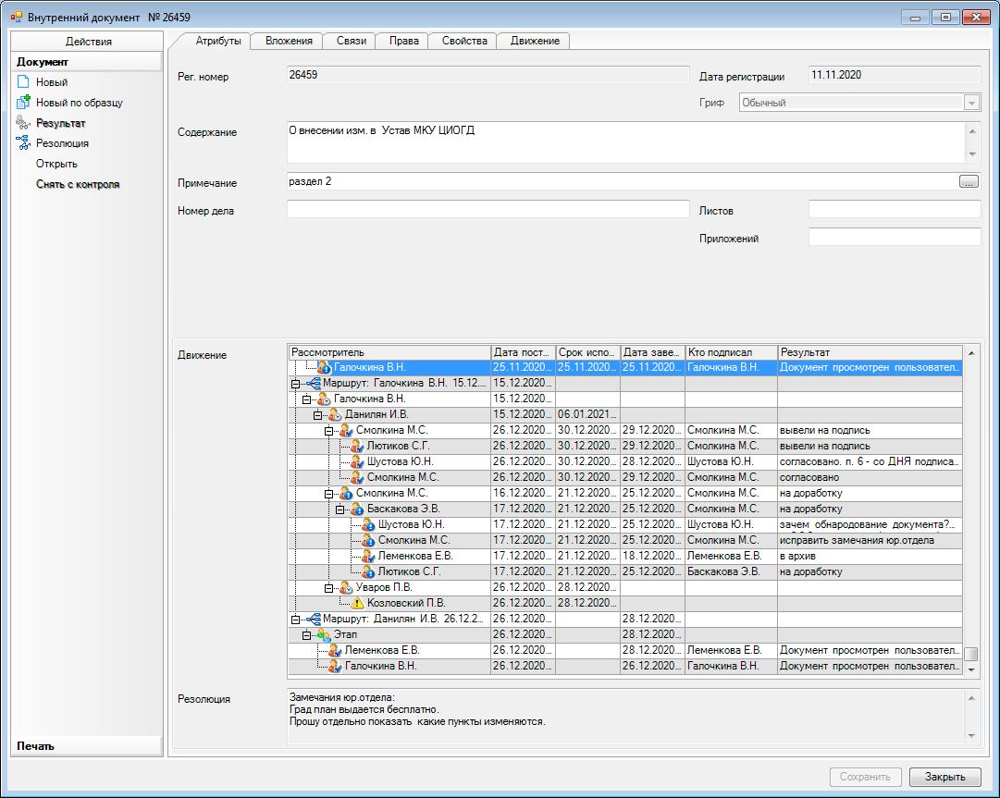 Внутренний документ № 26459
Действия
Документ
Новый
Новый по образцу
Результат
Резолюция
Открыть
Снять с контроля
Печать
Атрибуты Вложения Связи Права Свойства Движение
Рег. номер 26459 Дата регистрации 11.11.2020
Гриф Обычный
Содержание О внесении изм. в Устав МКУ ЦИОГД
Примечание раздел 2 ...
Номер дела Листов
Приложений
Движение
Рассмотритель Дата пост... Срок испо... Дата заве... Кто подписал Результат
Галочкина В.Н. 25.11.2020... 25.11.2020... 25.11.2020... Галочкина В.Н. Документ просмотрен пользовател...
Маршрут: Галочкина В.Н. 15.12.... 15.12.2020...
Галочкина В.Н. 15.12.2020...
Данилян И.В. 15.12.2020... 06.01.2021...
Смолкина М.С. 26.12.2020... 30.12.2020... 29.12.2020... Смолкина М.С. вывели на подпись
Лютиков С.Г. 26.12.2020... 30.12.2020... 29.12.2020... Смолкина М.С. вывели на подпись
Шустова Ю.Н. 26.12.2020... 30.12.2020... 28.12.2020... Шустова Ю.Н. согласовано. п. 6 - со ДНЯ подписа...
Смолкина М.С. 26.12.2020... 30.12.2020... 29.12.2020... Смолкина М.С. согласовано
Смолкина М.С. 16.12.2020... 21.12.2020... 25.12.2020... Смолкина М.С. на доработку
Баскакова Э.В. 17.12.2020... 21.12.2020... 25.12.2020... Смолкина М.С. на доработку
Шустова Ю.Н. 17.12.2020... 21.12.2020... 25.12.2020... Шустова Ю.Н. зачем обнародование документа?...
Смолкина М.С. 17.12.2020... 21.12.2020... 25.12.2020... Смолкина М.С. исправить замечания юр.отдела
Леменкова Е.В. 17.12.2020... 21.12.2020... 18.12.2020... Леменкова Е.В. в архив
Лютиков С.Г. 17.12.2020... 21.12.2020... 25.12.2020... Баскакова Э.В. на доработку
Уваров П.В. 26.12.2020... 28.12.2020...
Козловский П.В. 26.12.2020... 28.12.2020...
Маршрут: Данилян И.В. 26.12.2... 26.12.2020... 28.12.2020...
Этап 26.12.2020... 28.12.2020...
Леменкова Е.В. 26.12.2020... 28.12.2020... Леменкова Е.В. Документ просмотрен пользовател...
Галочкина В.Н. 26.12.2020... 26.12.2020... Галочкина В.Н. Документ просмотрен пользовател...
Резолюция Замечания юр.отдела:
Град план выдается бесплатно.
Прошу отдельно показать какие пункты изменяются.
Сохранить Закрыть